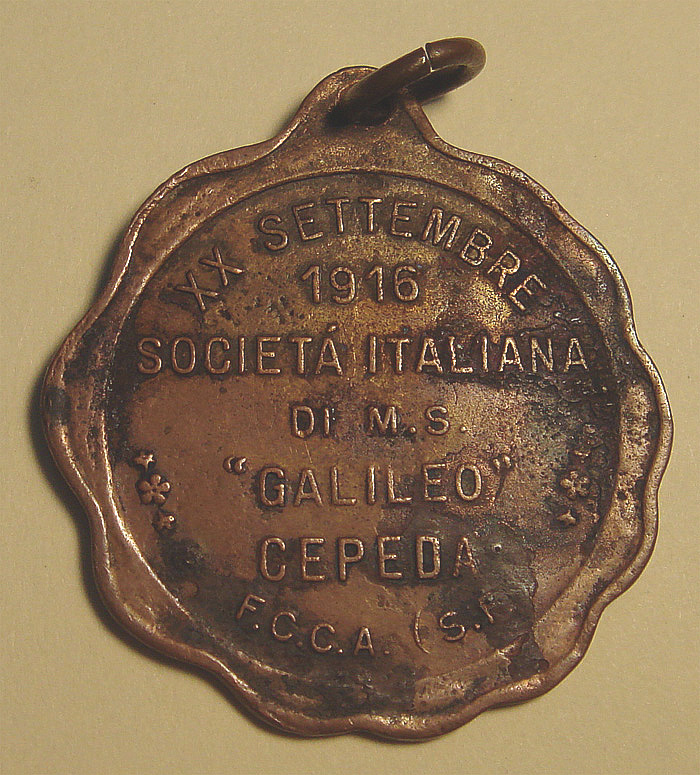 XX SETTEMBRE
1916
SOCIETÁ ITALIANA
DI M.S.
"GALILEO"
CEPEDA
F.C.C.A. (S.F.